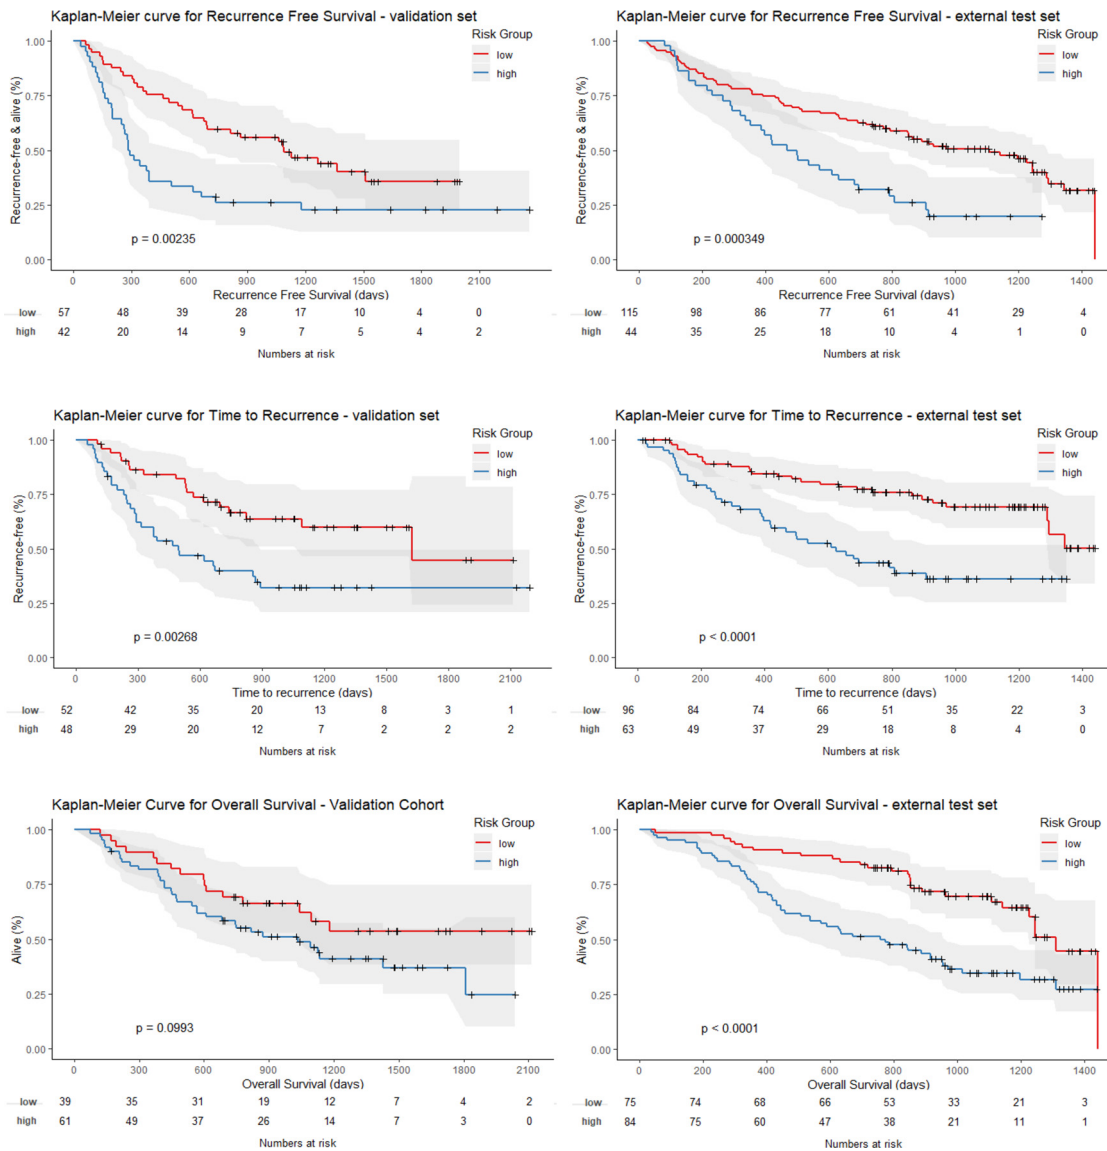 Kaplan-Meier curve for Recurrence Free Survival - validation set
Risk Group
low
high
1.00
0.75
0.50
0.25
0.00
Recurrence-free & alive (%)
p = 0.00235
0 300 600 900 1200 1500 1800 2100
Recurrence Free Survival (days)
low 57 48 39 28 17 10 4 0
high 42 20 14 9 7 5 4 2
Numbers at risk
Kaplan-Meier curve for Recurrence Free Survival - external test set
Risk Group
low
high
1.00
0.75
0.50
0.25
0.00
Recurrence-free & alive (%)
p = 0.000349
0 200 400 600 800 1000 1200 1400
Recurrence Free Survival (days)
low 115 98 86 77 61 41 29 4
high 44 35 25 18 10 4 1 0
Numbers at risk
Kaplan-Meier curve for Time to Recurrence - validation set
Risk Group
low
high
1.00
0.75
0.50
0.25
0.00
Recurrence-free (%)
p = 0.00268
0 300 600 900 1200 1500 1800 2100
Time to recurrence (days)
low 52 42 35 20 13 8 3 1
high 48 29 20 12 7 2 2 2
Numbers at risk
Kaplan-Meier curve for Time to Recurrence - external test set
Risk Group
low
high
1.00
0.75
0.50
0.25
0.00
Recurrence-free (%)
p < 0.0001
0 200 400 600 800 1000 1200 1400
Time to recurrence (days)
low 96 84 74 66 51 35 22 3
high 63 49 37 29 18 8 4 0
Numbers at risk
Kaplan-Meier Curve for Overall Survival - Validation Cohort
Risk Group
low
high
1.00
0.75
0.50
0.25
0.00
Alive (%)
p = 0.0993
0 300 600 900 1200 1500 1800 2100
Overall Survival (days)
low 39 35 31 19 12 7 4 2
high 61 49 37 26 14 7 3 0
Numbers at risk
Kaplan-Meier curve for Overall Survival - external test set
Risk Group
low
high
1.00
0.75
0.50
0.25
0.00
Alive (%)
p < 0.0001
0 200 400 600 800 1000 1200 1400
Overall Survival (days)
low 75 74 68 66 53 33 21 3
high 84 75 60 47 38 21 11 1
Numbers at risk